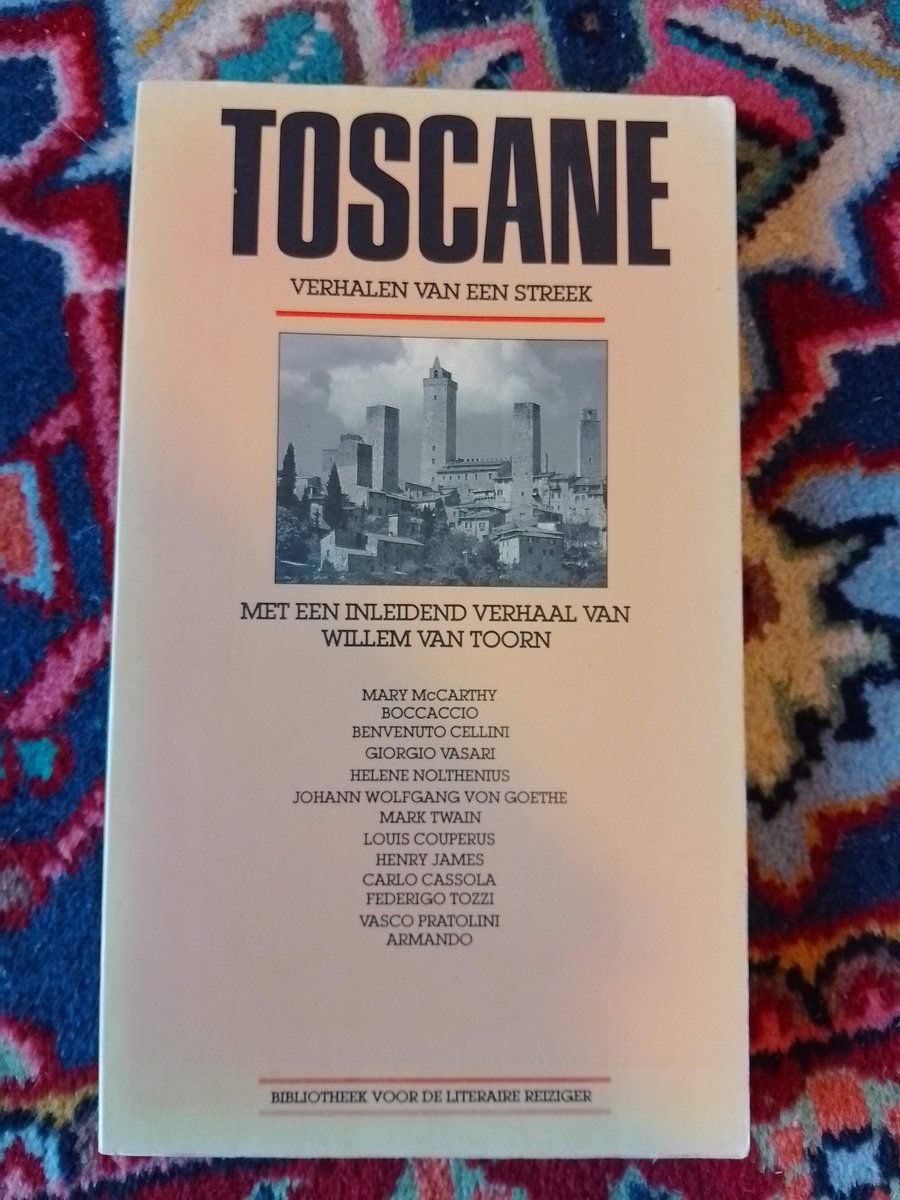 TOSCANE
VERHALEN VAN EEN STREEK
MET EEN INLEIDEND VERHAAL VAN
WILLEM VAN TOORN
MARY McCARTHY
BOCCACCIO
BENVENUTO CELLINI
GIORGIO VASARI
HELENE NOLTHENIUS
JOHANN WOLFGANG VON GOETHE
MARK TWAIN
LOUIS COUPERUS
HENRY JAMES
CARLO CASSOLA
FEDERIGO TOZZI
VASCO PRATOLINI
ARMANDO
BIBLIOTHEEK VOOR DE LITERAIRE REIZIGER